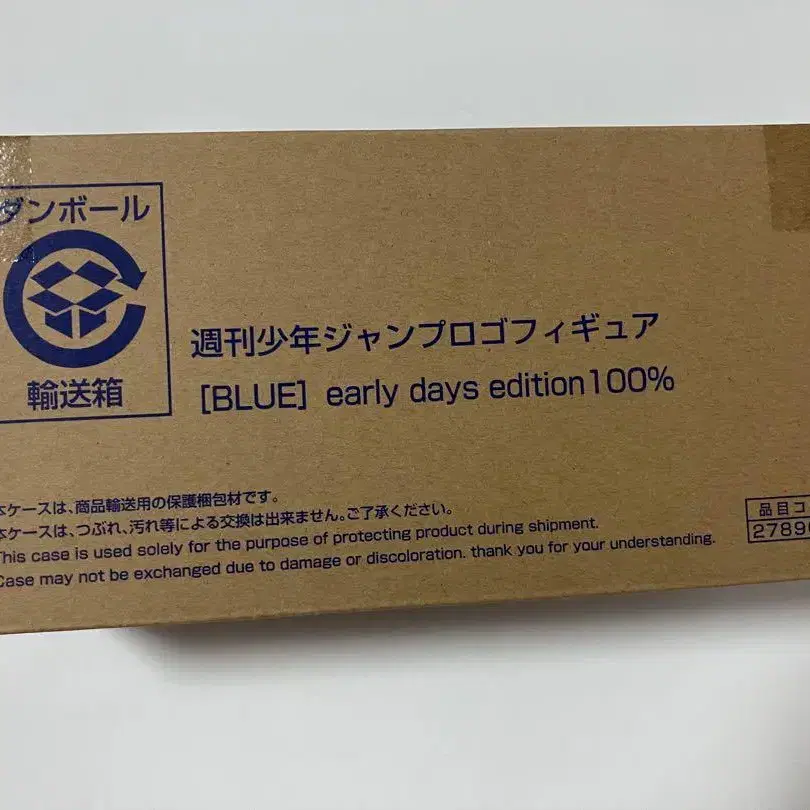 ダンボール
輸送箱
週刊少年ジャンプロゴフィギュア
[BLUE] early days edition100%
本ケースは、商品輸送用の保護梱包材です。
本ケースは、つぶれ、汚れ等による交換は出来ません。ご了承ください。
This case is used solely for the purpose of protecting product during shipment.
Case may not be exchanged due to damage or discoloration. thank you for your understanding.
品目コ
2789